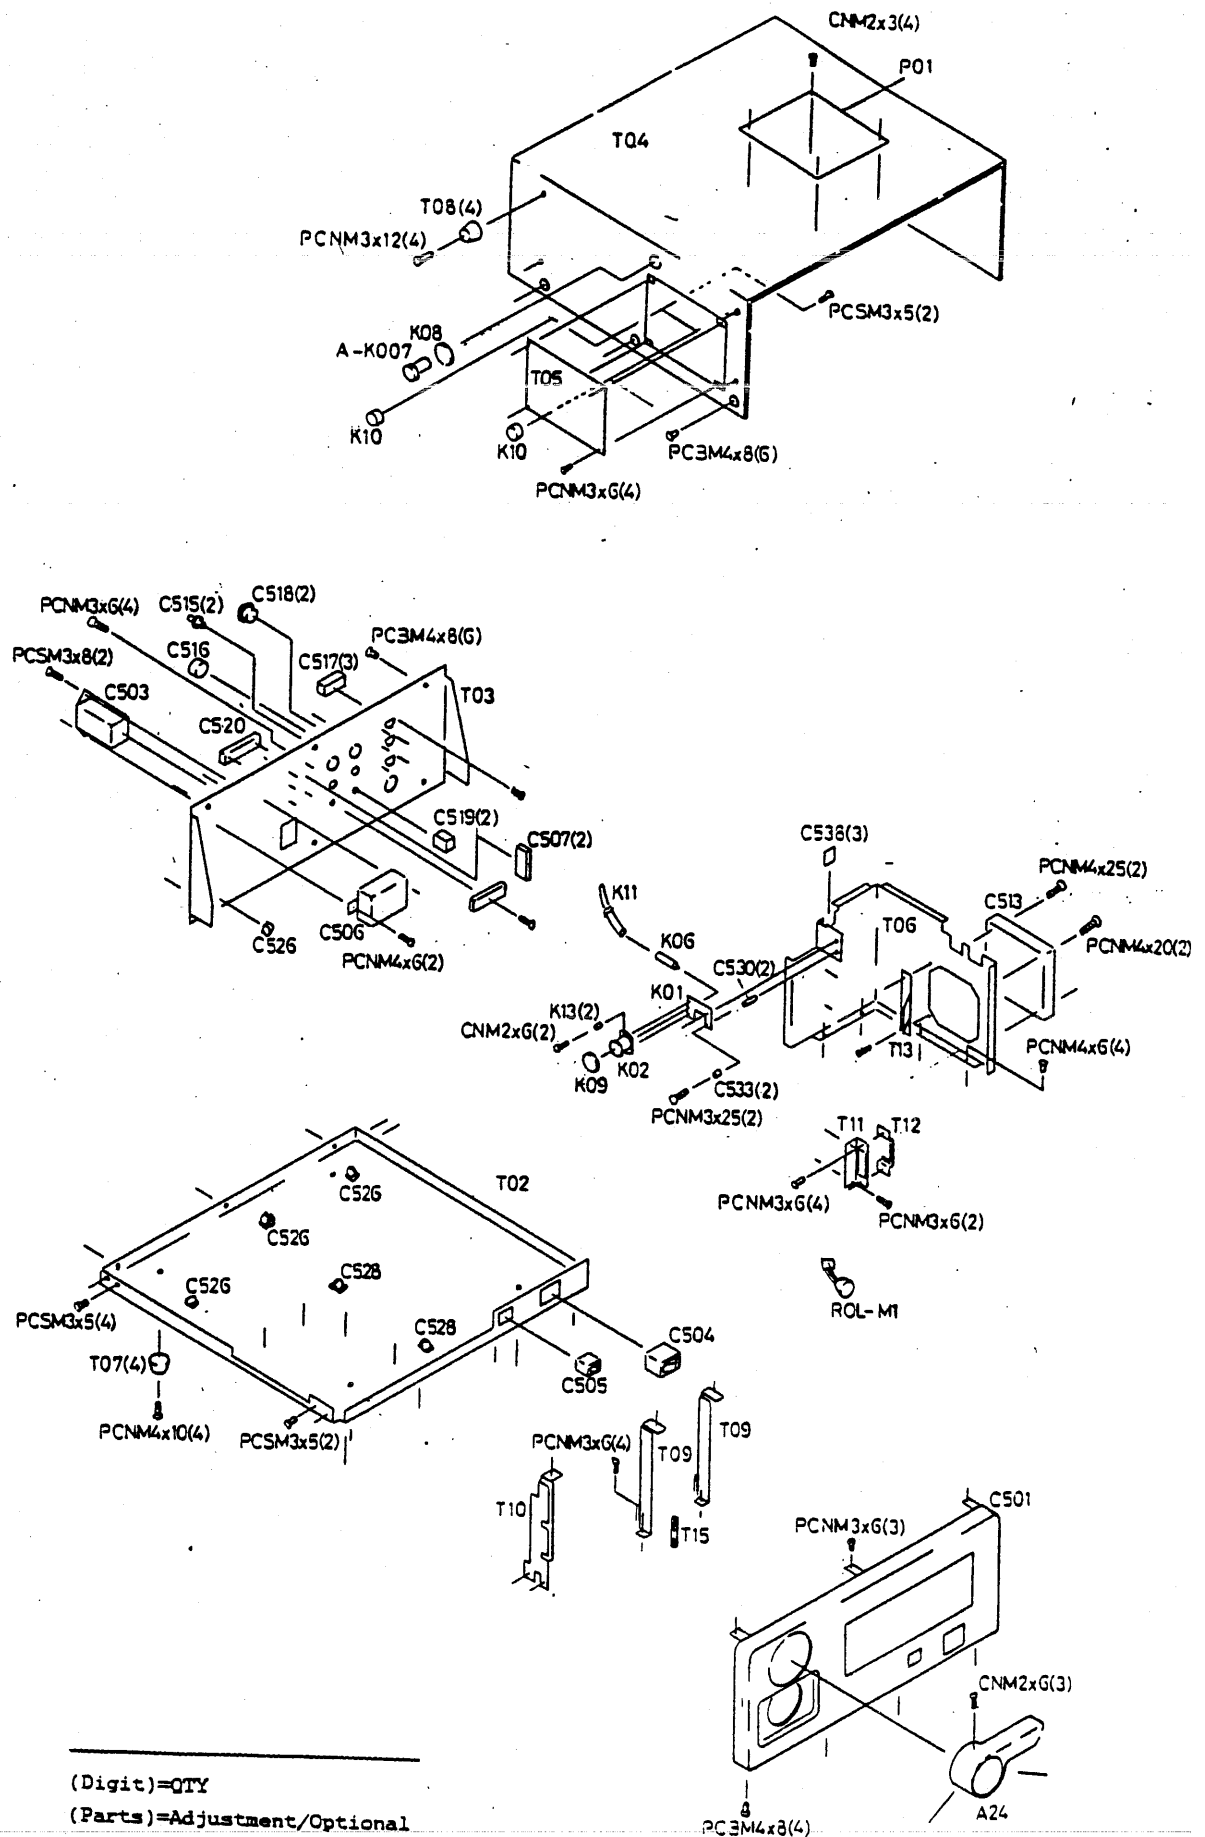 CNM2x3(4)
P01
T04
T08(4)
PCNM3x12(4)
PCSM3x5(2)
K08
A-K007
T05
K10
K10
PCBM4x8(6)
PCNM3x6(4)
C518(2)
PCNM3x6(4)
C515(2)
PCBM4x8(6)
C516
PCSM3x8(2)
C517(3)
C503
T03
C520
C519(2)
C507(2)
C538(3)
PCNM4x25(2)
K11
C513
T06
C506
C526
PCNM4x6(2)
K06
PCNM4x20(2)
C530(2)
K01
K13(2)
CNM2x6(2)
T13
PCNM4x6(4)
K02
K09
C533(2)
PCNM3x25(2)
T11
T12
T02
C526
PCNM3x6(4)
PCNM3x6(2)
C526
C528
C526
ROL-M1
PCSM3x5(4)
C528
C504
T07(4)
C505
PCNM4x10(4)
PCSM3x5(2)
PCNM3x6(4)
T09
T09
T10
T15
C501
PCNM3x6(3)
CNM2x6(3)
(Digit)=QTY
A24
(Parts)=Adjustment/Optional
PCBM4x8(4)